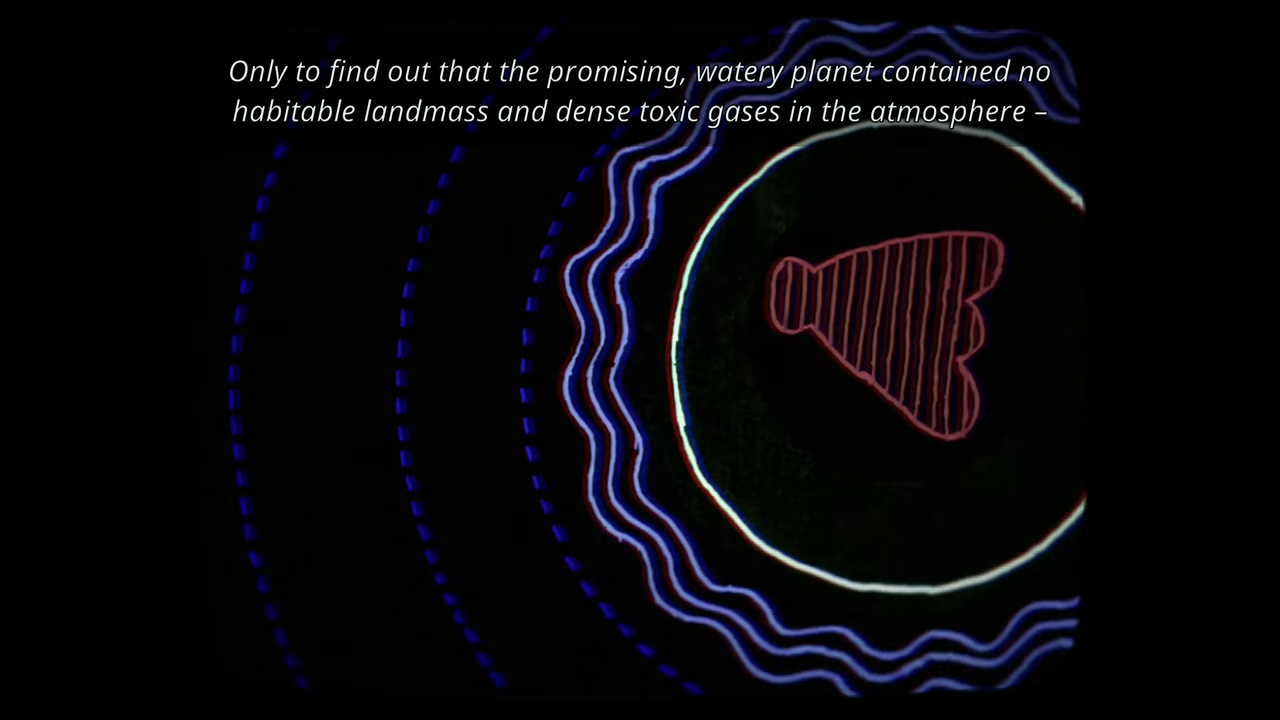 Only to find out that the promising, watery planet contained no
habitable landmass and dense toxic gases in the atmosphere –